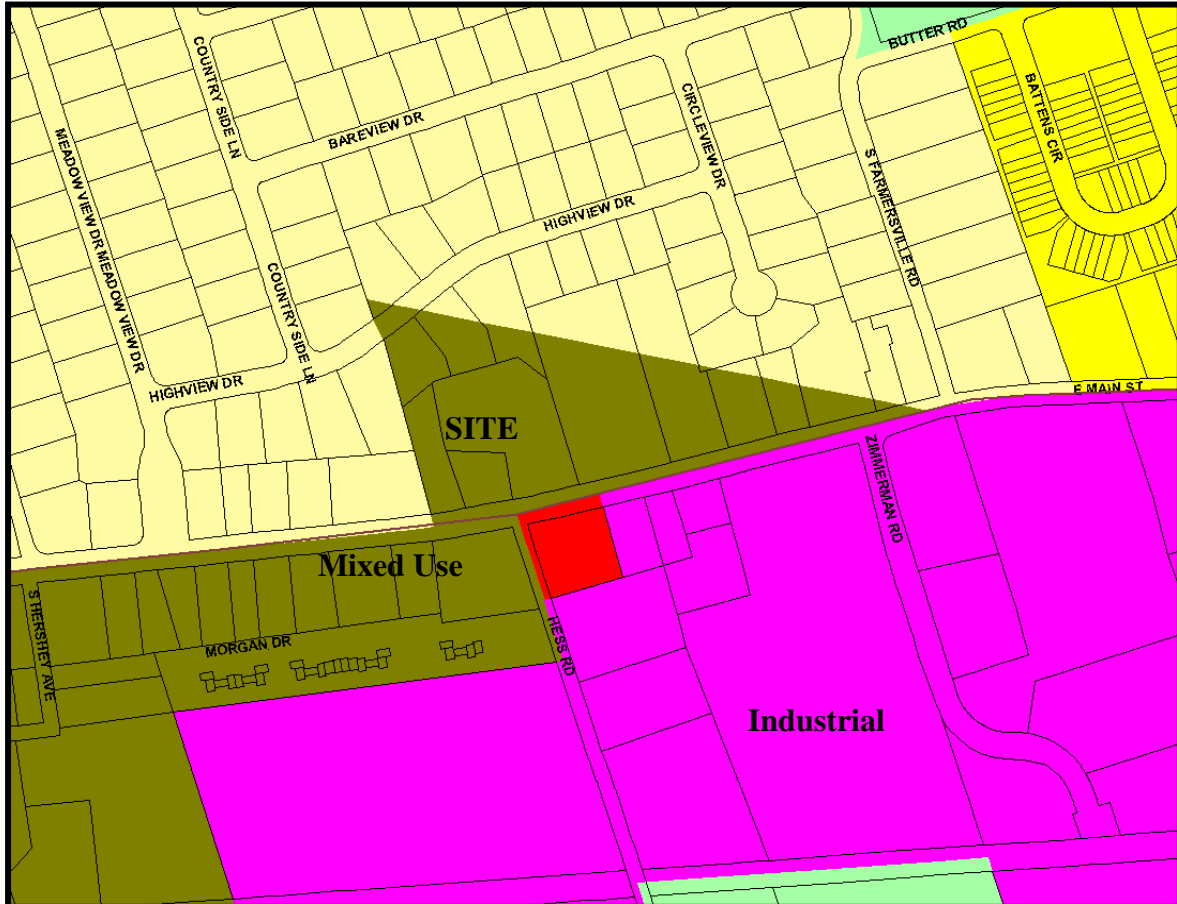 BUTTER RD
COUNTRY SIDE LN
BATTENS CIR
CIRCLEVIEW DR
BAREVIEW DR
MEADOW VIEW DR
MEADOW VIEW DR
S FARMERSVILLE RD
HIGHVIEW DR
COUNTRY SIDE LN
HIGHVIEW DR
E MAIN ST
SITE
ZIMMERMAN RD
Mixed Use
S HERSHEY AVE
MORGAN DR
HESS RD
Industrial